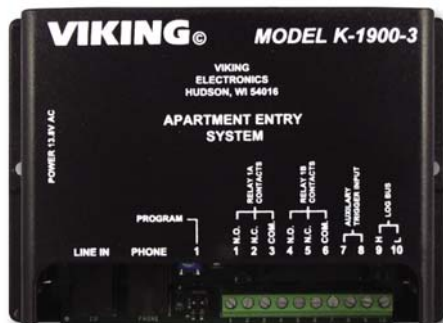 VIKING© MODEL K-1900-3
VIKING
ELECTRONICS
HUDSON, WI 54016
APARTMENT ENTRY
SYSTEM
POWER 13.8V AC
RELAY 1A
CONTACTS
RELAY 1B
CONTACTS
AUXILARY
TRIGGER INPUT
LOG BUS
PROGRAM
N.O. N.C. COM. N.O. N.C. COM. H L
LINE IN PHONE 1 1 2 3 4 5 6 7 8 9 10
PHONE